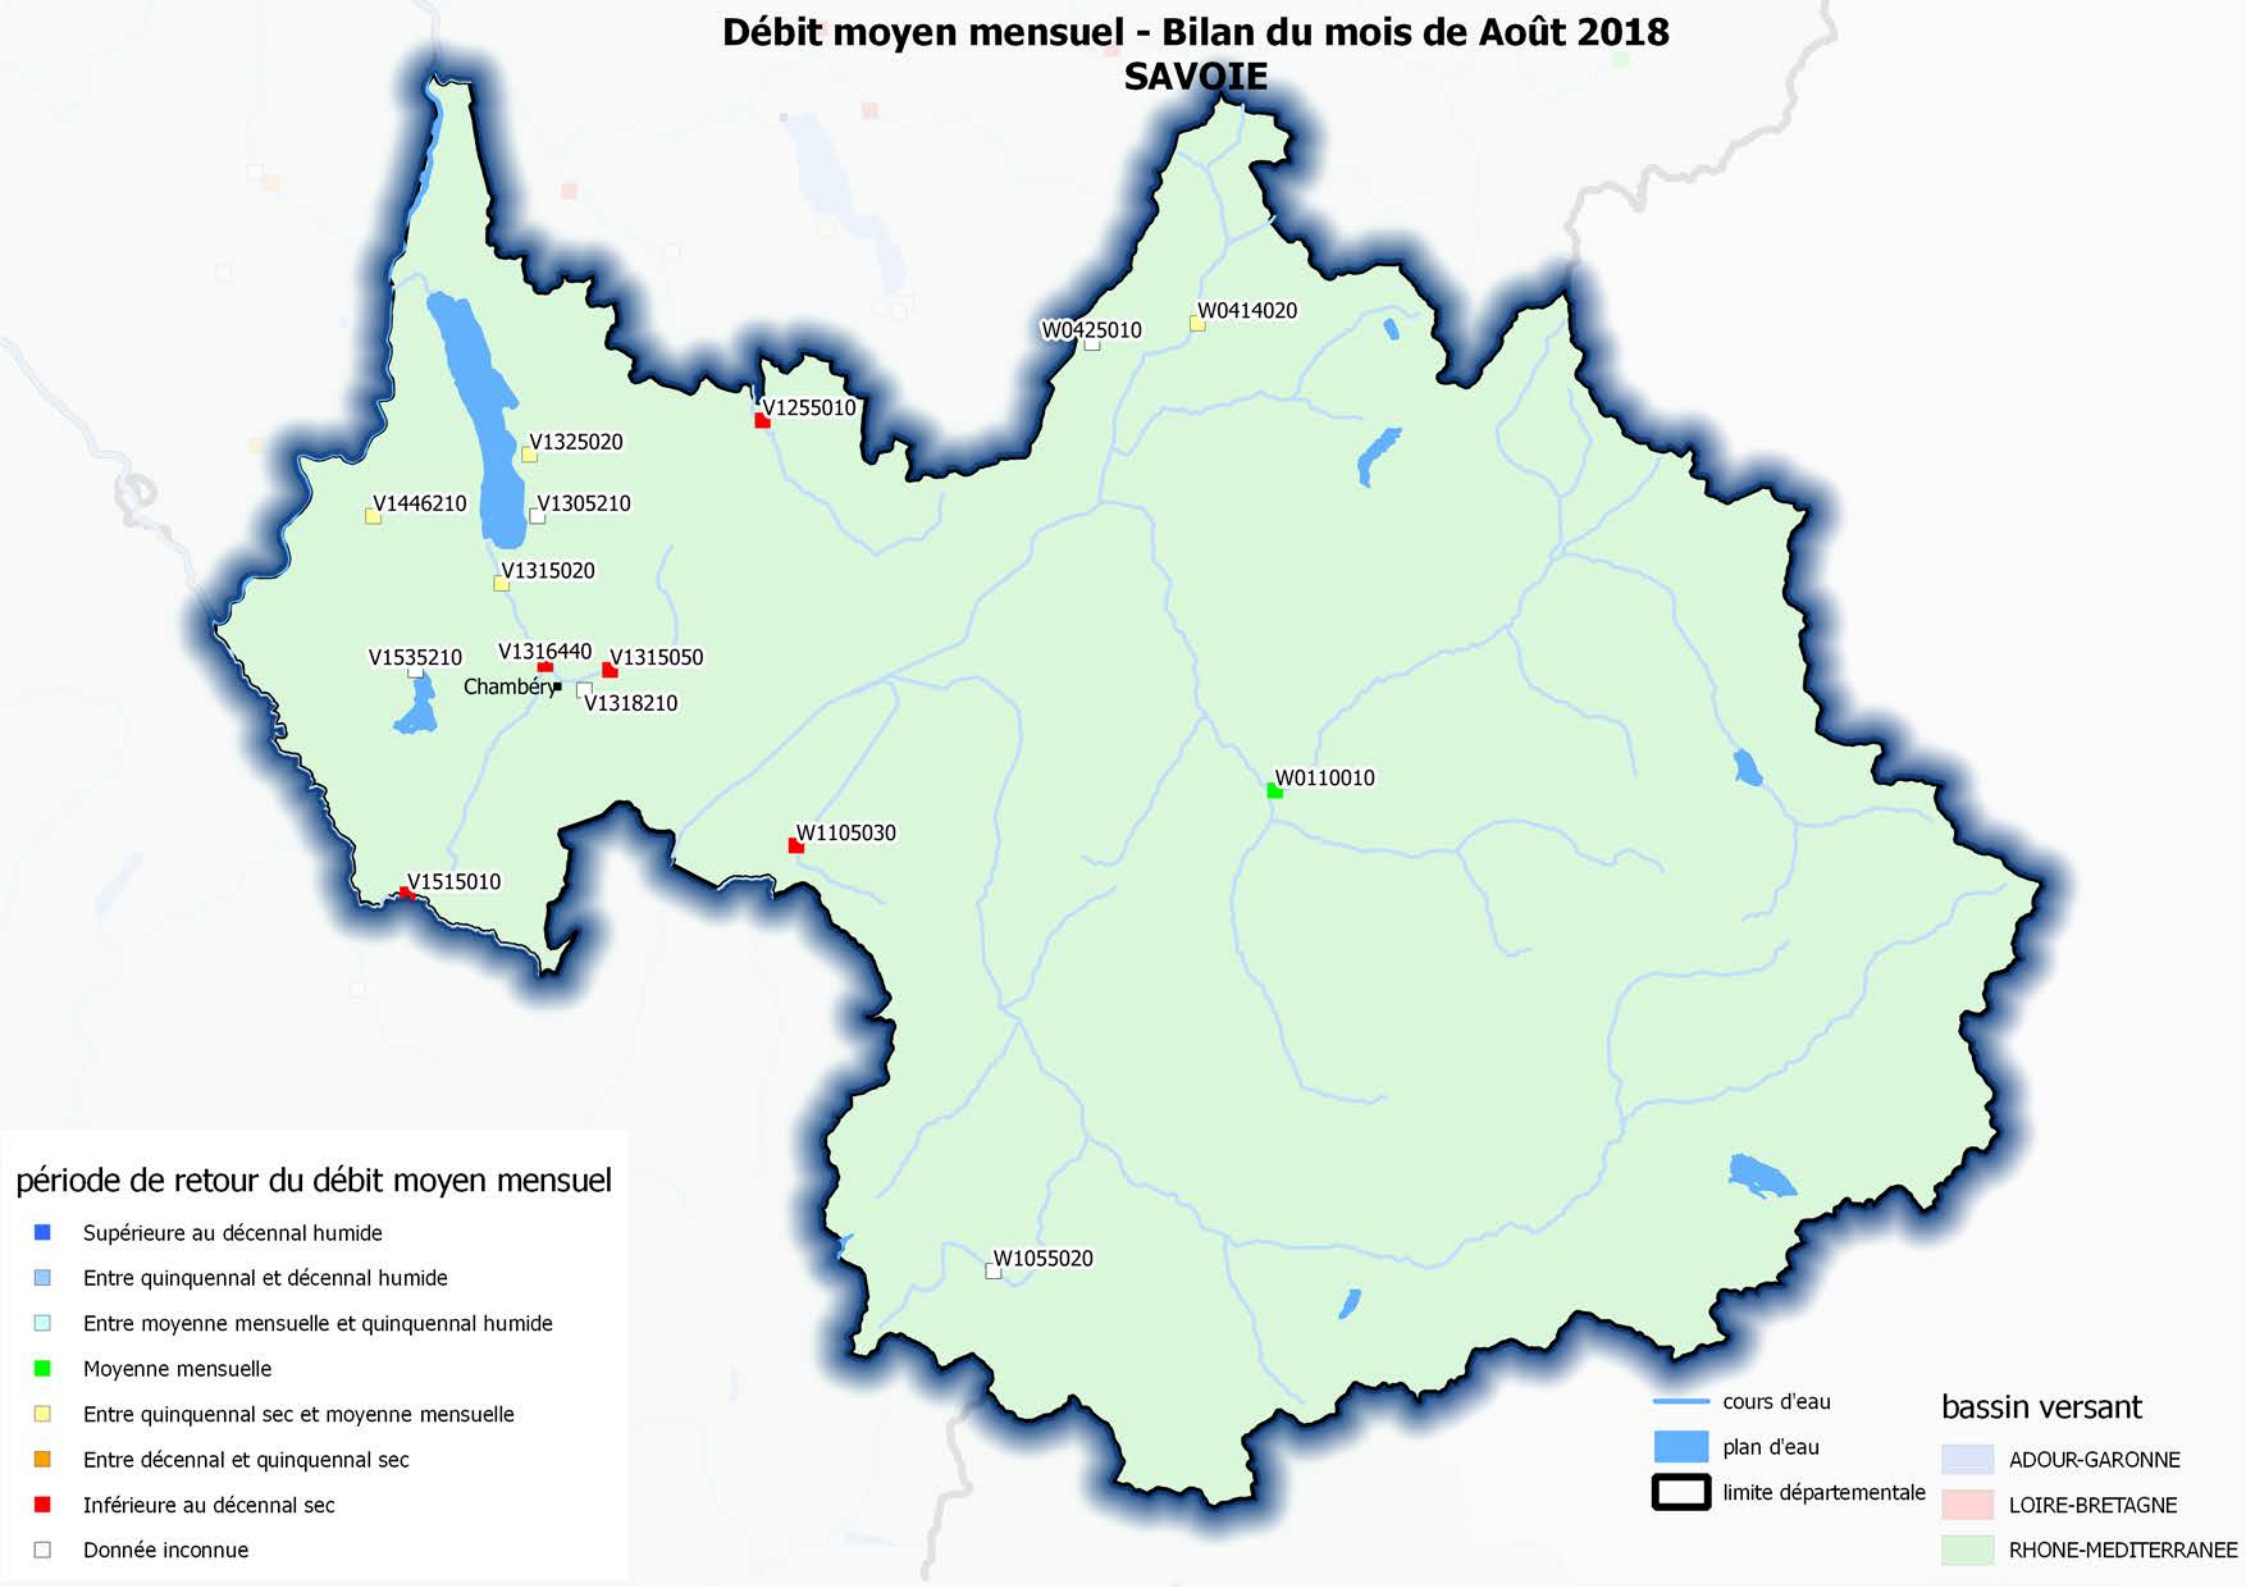 Débit moyen mensuel - Bilan du mois de Août 2018
SAVOIE
W0414020
W0425010
V1255010
V1325020
V1446210
V1305210
V1315020
V1316440
V1535210
V1315050
Chambéry
V1318210
W0110010
W1105030
V1515010
W1055020
période de retour du débit moyen mensuel
Supérieure au décennal humide
Entre quinquennal et décennal humide
Entre moyenne mensuelle et quinquennal humide
Moyenne mensuelle
Entre quinquennal sec et moyenne mensuelle
Entre décennal et quinquennal sec
Inférieure au décennal sec
Donnée inconnue
cours d'eau
plan d'eau
limite départementale
bassin versant
ADOUR-GARONNE
LOIRE-BRETAGNE
RHONE-MEDITERRANEE